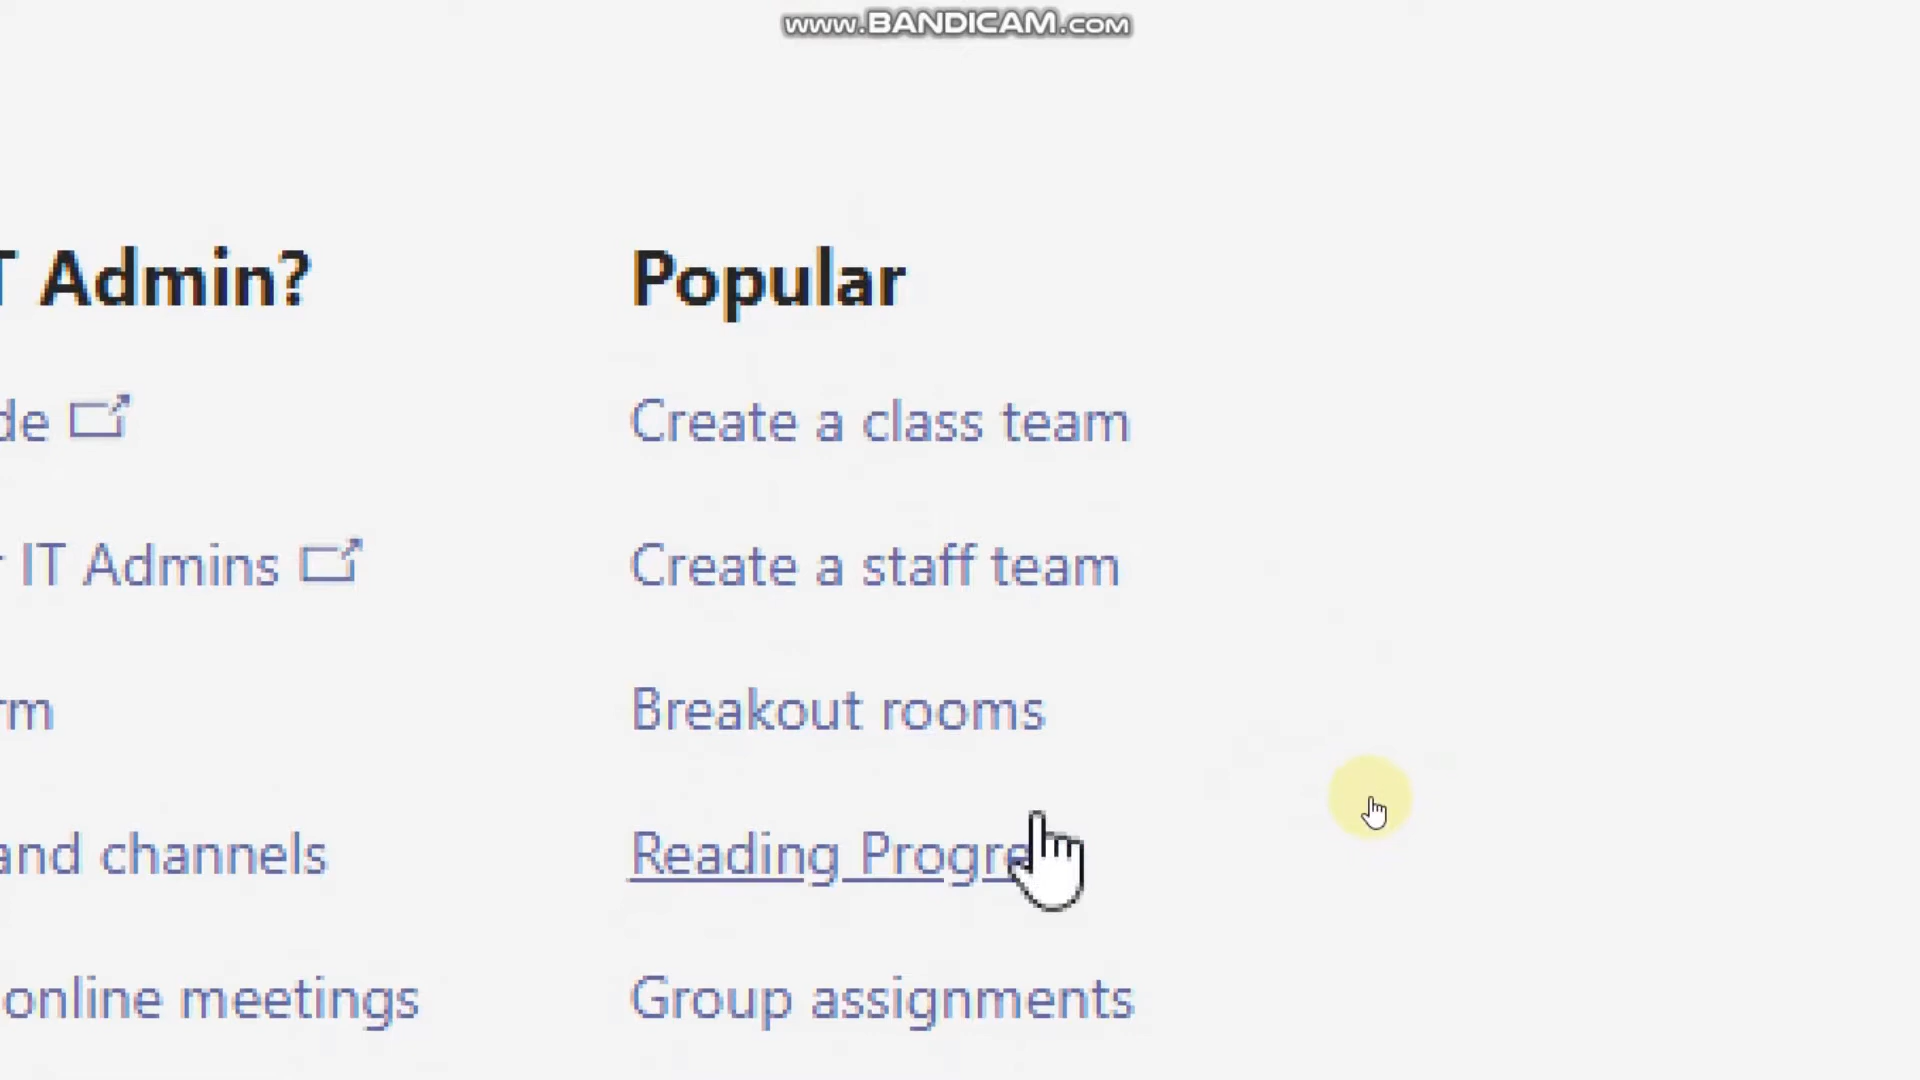 www.BANDICAM.com
T Admin?
de
r IT Admins
rm
and channels
online meetings
Popular
Create a class team
Create a staff team
Breakout rooms
Reading Progre
Group assignments